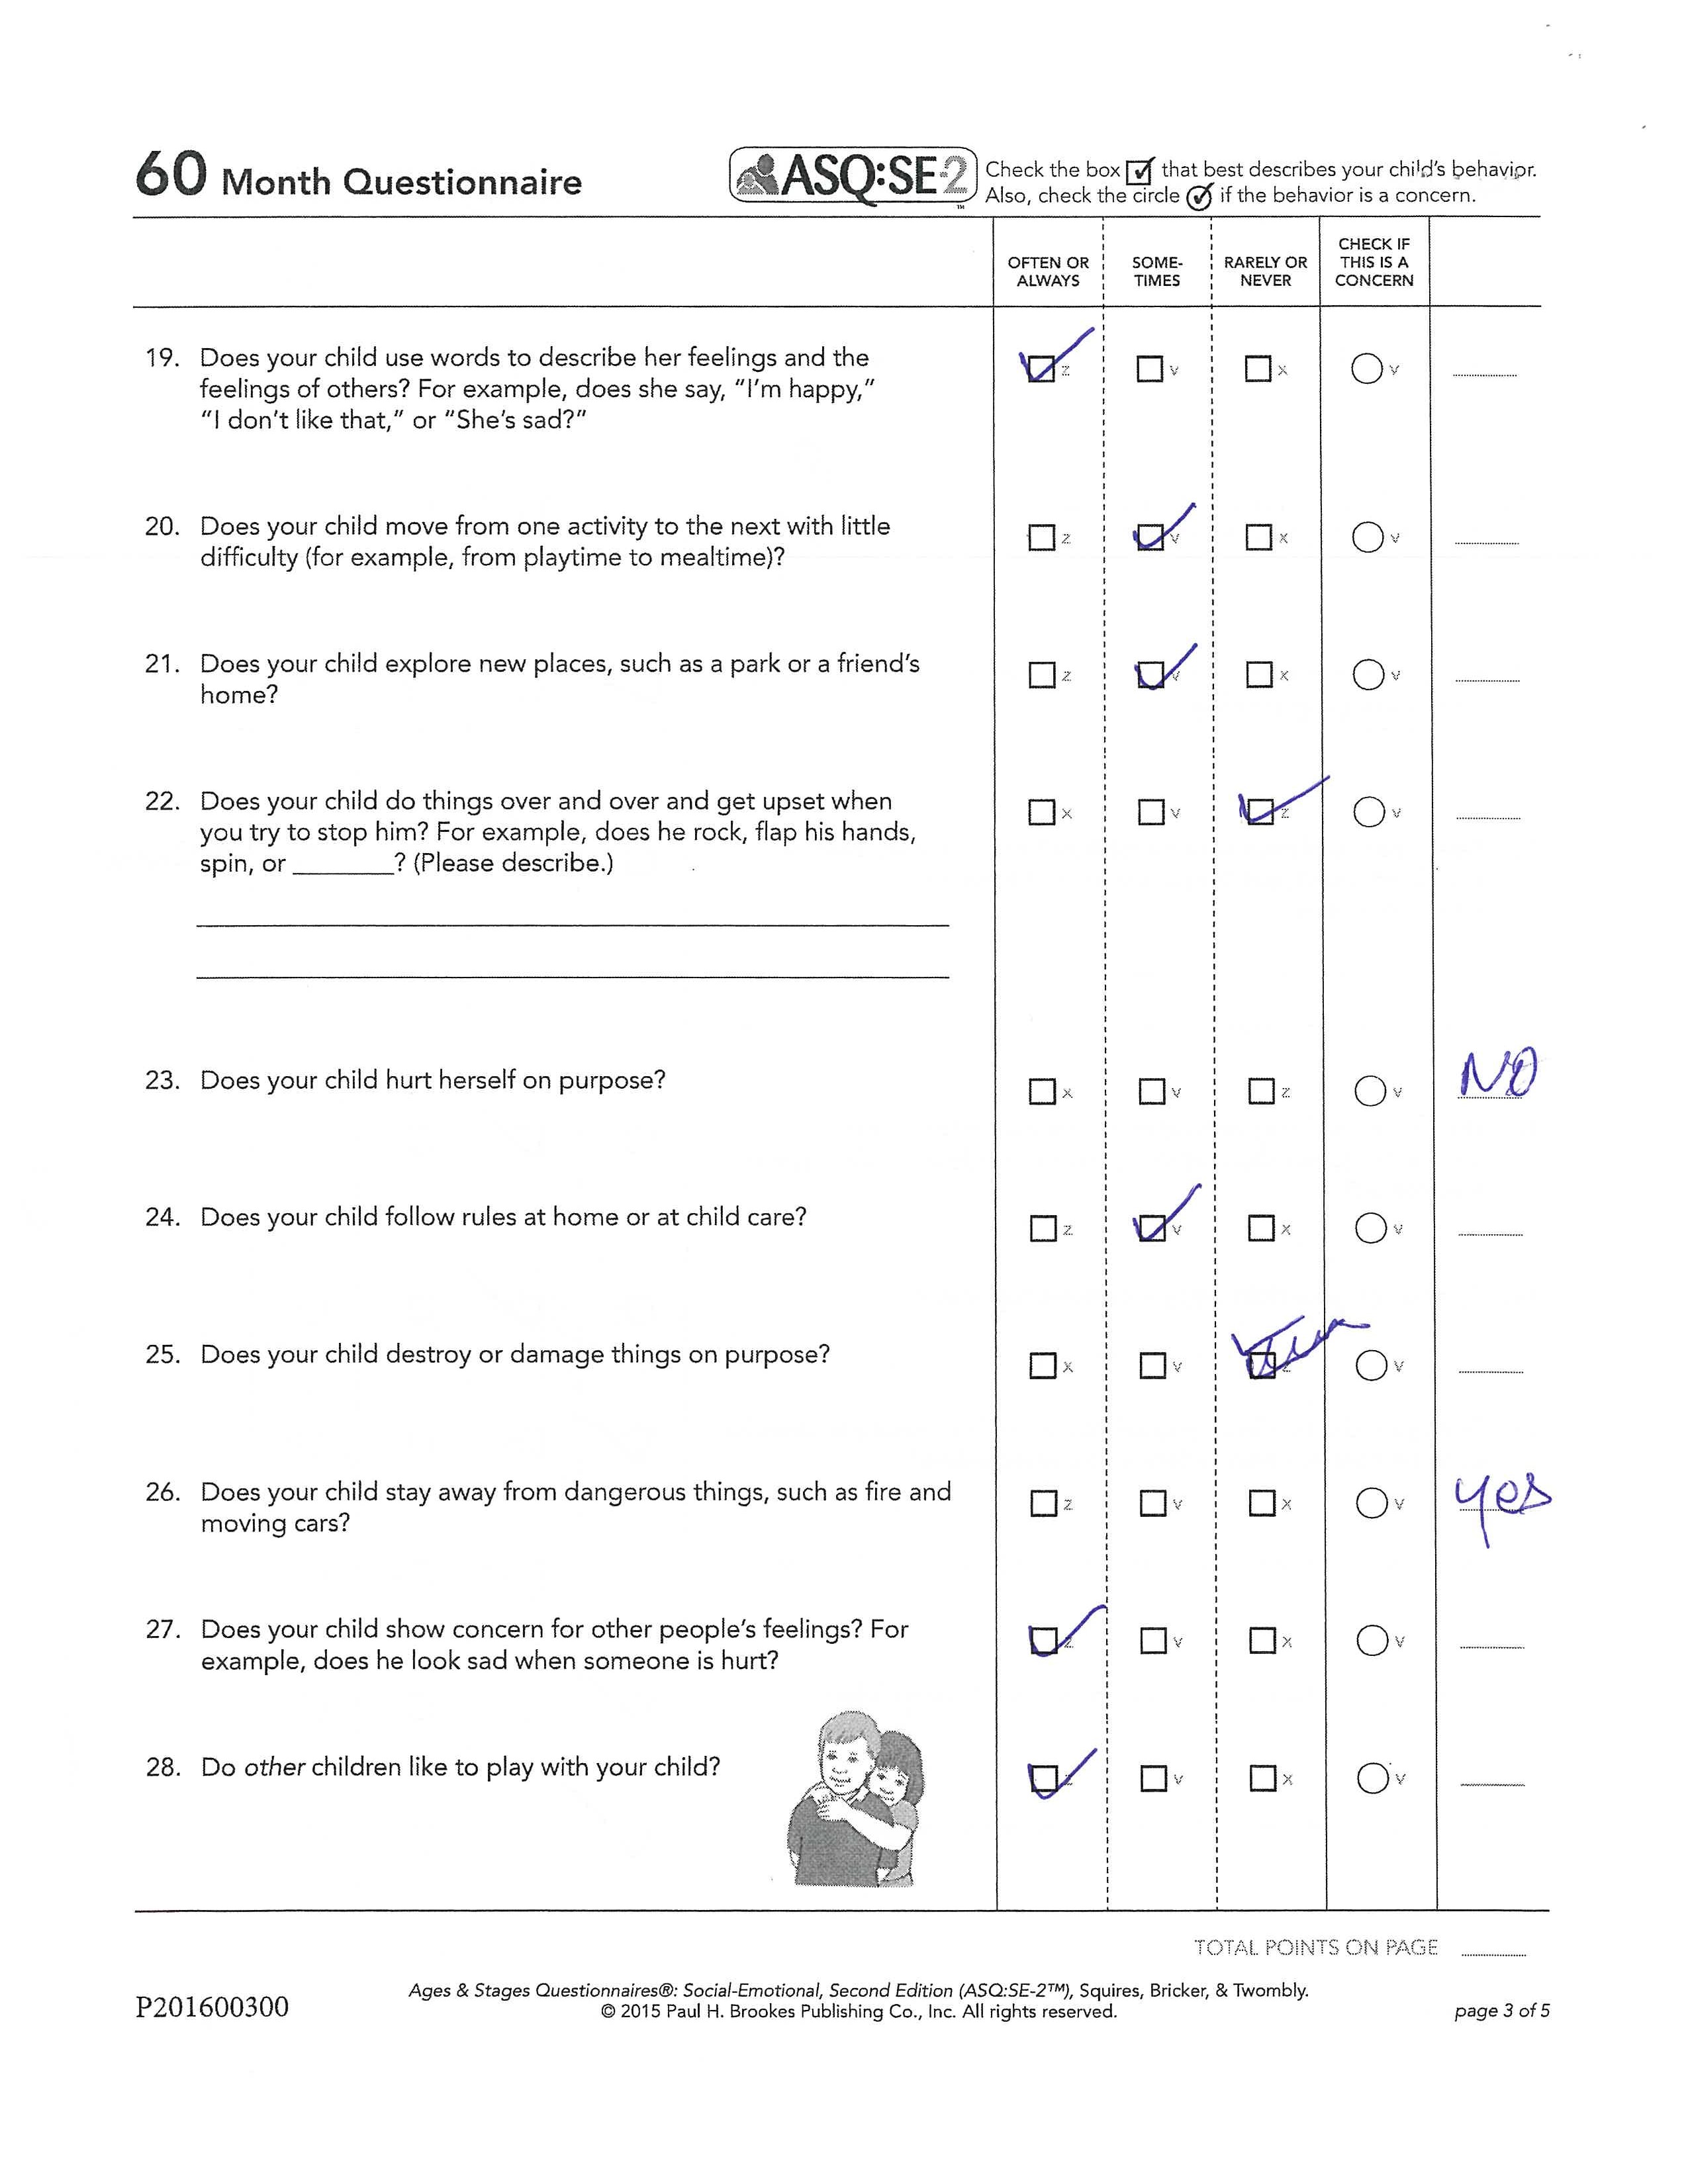 60 Month Questionnaire
ASQ:SE-2™
Check the box ☑ that best describes your child's behavior.
Also, check the circle ✓ if the behavior is a concern.
OFTEN OR ALWAYS
SOME-TIMES
RARELY OR NEVER
CHECK IF THIS IS A CONCERN
19. Does your child use words to describe her feelings and the
feelings of others? For example, does she say, "I'm happy,"
"I don't like that," or "She's sad?"
☑ z ☐ v ☐ x ○ v
20. Does your child move from one activity to the next with little
difficulty (for example, from playtime to mealtime)?
☐ z ☑ v ☐ x ○ v
21. Does your child explore new places, such as a park or a friend's
home?
☐ z ☑ v ☐ x ○ v
22. Does your child do things over and over and get upset when
you try to stop him? For example, does he rock, flap his hands,
spin, or ________? (Please describe.)
☐ x ☐ v ☑ z ○ v
23. Does your child hurt herself on purpose?
☐ x ☐ v ☐ z ○ v NO
24. Does your child follow rules at home or at child care?
☐ z ☑ v ☐ x ○ v
25. Does your child destroy or damage things on purpose?
☐ x ☐ v ☑ z ○ v
26. Does your child stay away from dangerous things, such as fire and
moving cars?
☐ z ☐ v ☐ x ○ v yes
27. Does your child show concern for other people's feelings? For
example, does he look sad when someone is hurt?
☑ z ☐ v ☐ x ○ v
28. Do other children like to play with your child?
☑ z ☐ v ☐ x ○ v
TOTAL POINTS ON PAGE
P201600300
Ages & Stages Questionnaires®: Social-Emotional, Second Edition (ASQ:SE-2™), Squires, Bricker, & Twombly.
© 2015 Paul H. Brookes Publishing Co., Inc. All rights reserved.
page 3 of 5